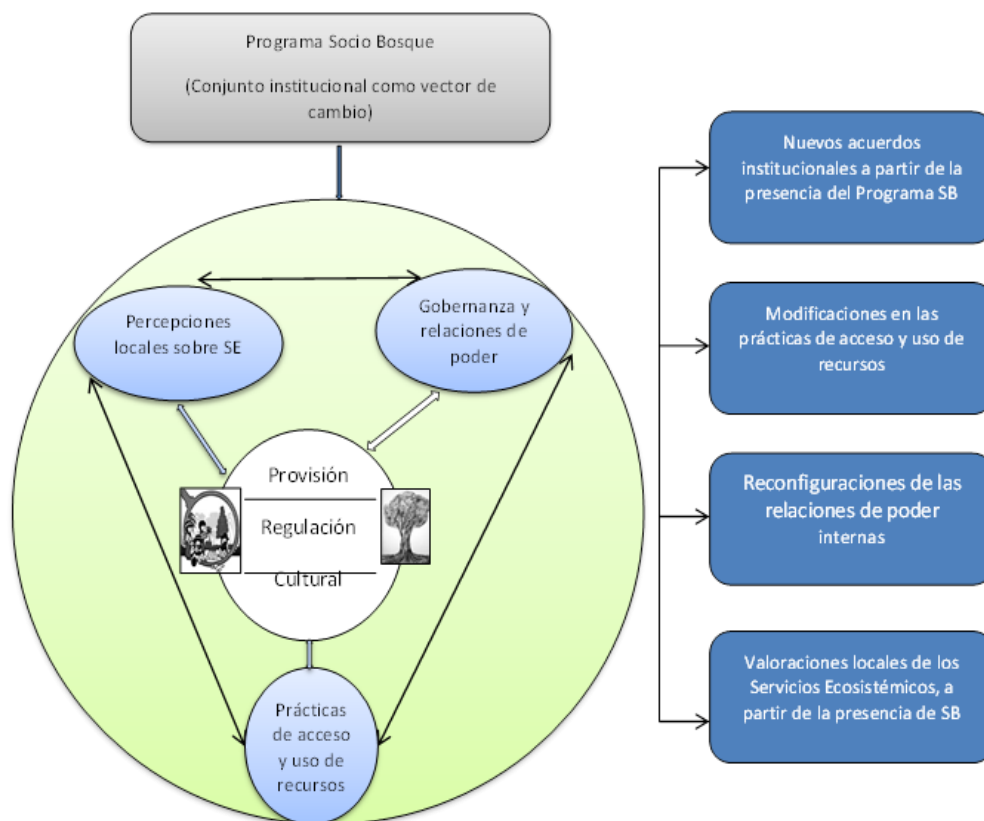 Programa Socio Bosque
(Conjunto institucional como vector de
cambio)
Percepciones
locales sobre SE
Gobernanza y
relaciones de
poder
Provisión
Regulación
Cultural
Prácticas
de acceso
y uso de
recursos
Nuevos acuerdos
institucionales a partir de la
presencia del Programa SB
Modificaciones en las
prácticas de acceso y uso de
recursos
Reconfiguraciones de las
relaciones de poder
internas
Valoraciones locales de los
Servicios Ecosistémicos, a
partir de la presencia de SB